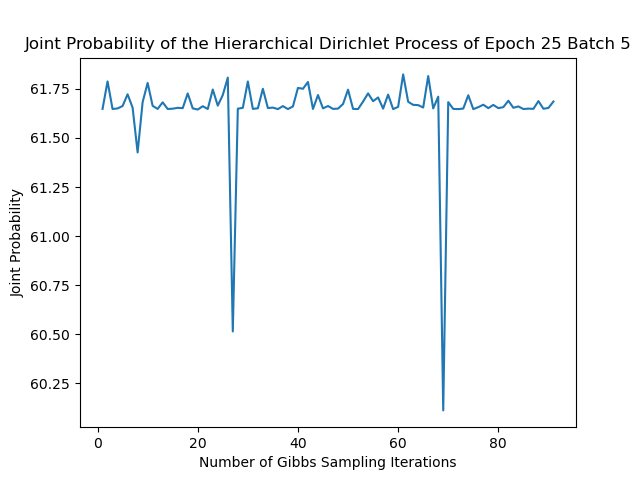 Joint Probability of the Hierarchical Dirichlet Process of Epoch 25 Batch 5
61.75
61.50
61.25
61.00
60.75
60.50
60.25
Joint Probability
0 20 40 60 80
Number of Gibbs Sampling Iterations